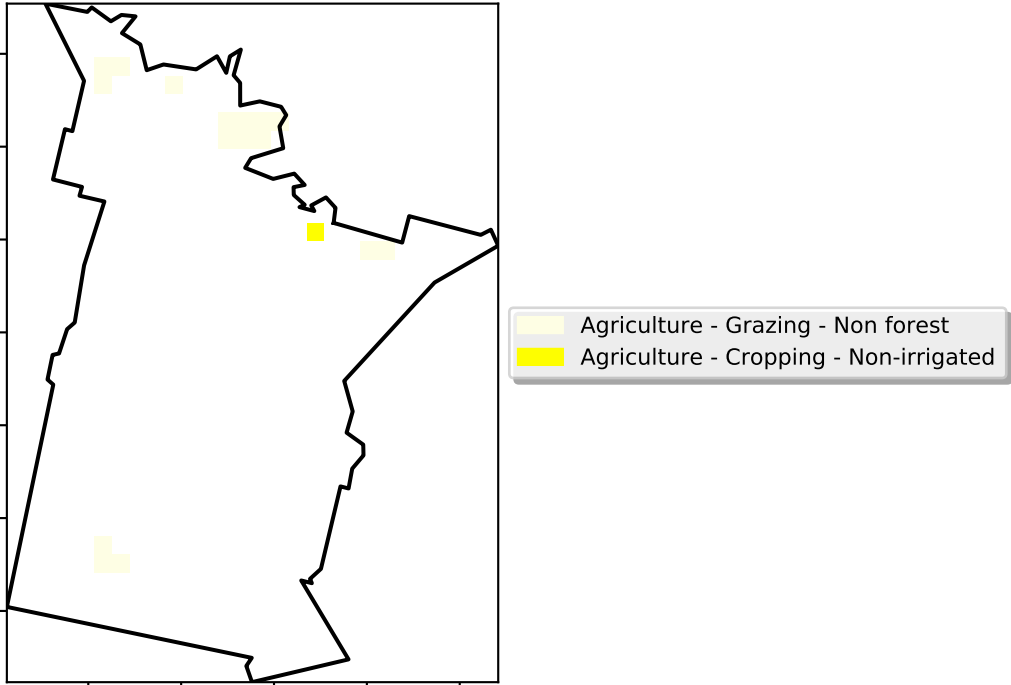 Agriculture - Grazing - Non forest
Agriculture - Cropping - Non-irrigated